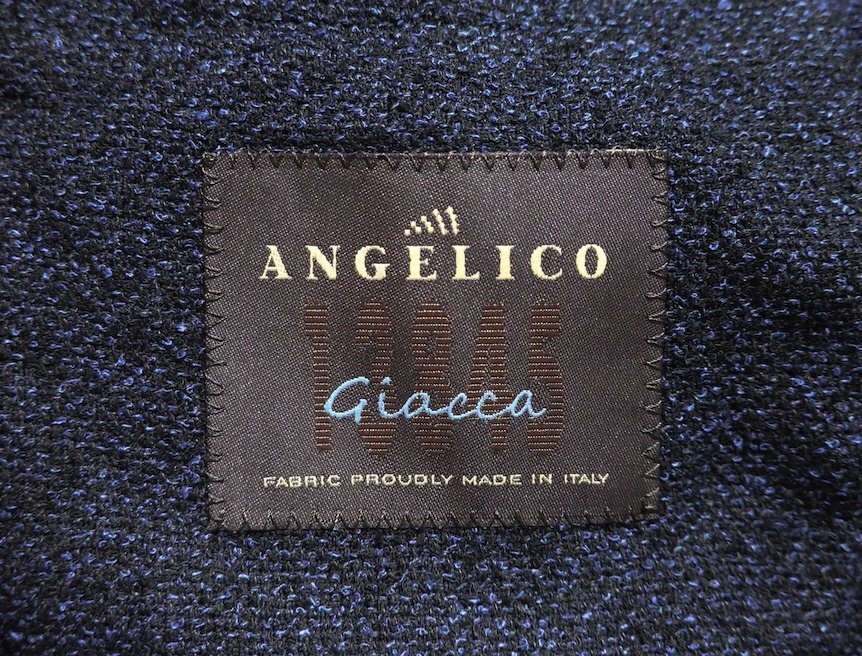 ANGELICO
Giacca
FABRIC PROUDLY MADE IN ITALY